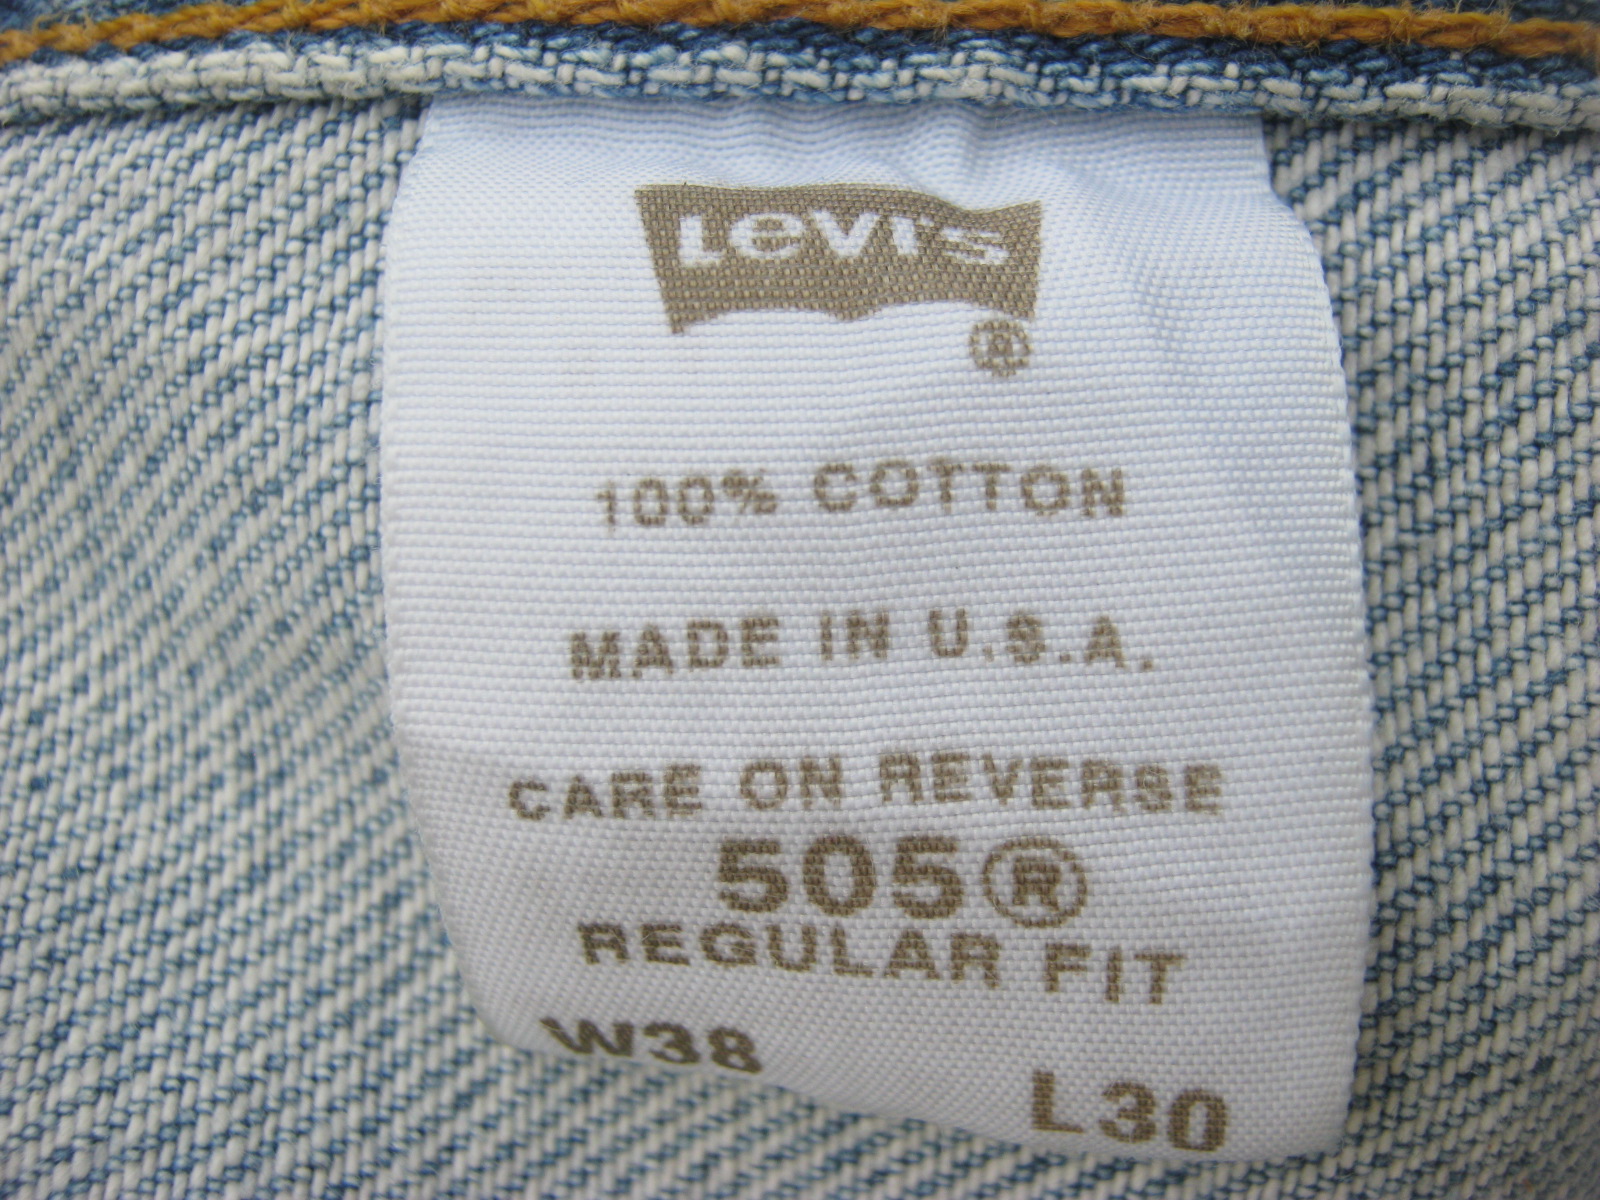 Levi's
®
100% COTTON
MADE IN U.S.A.
CARE ON REVERSE
505®
REGULAR FIT
W38 L30